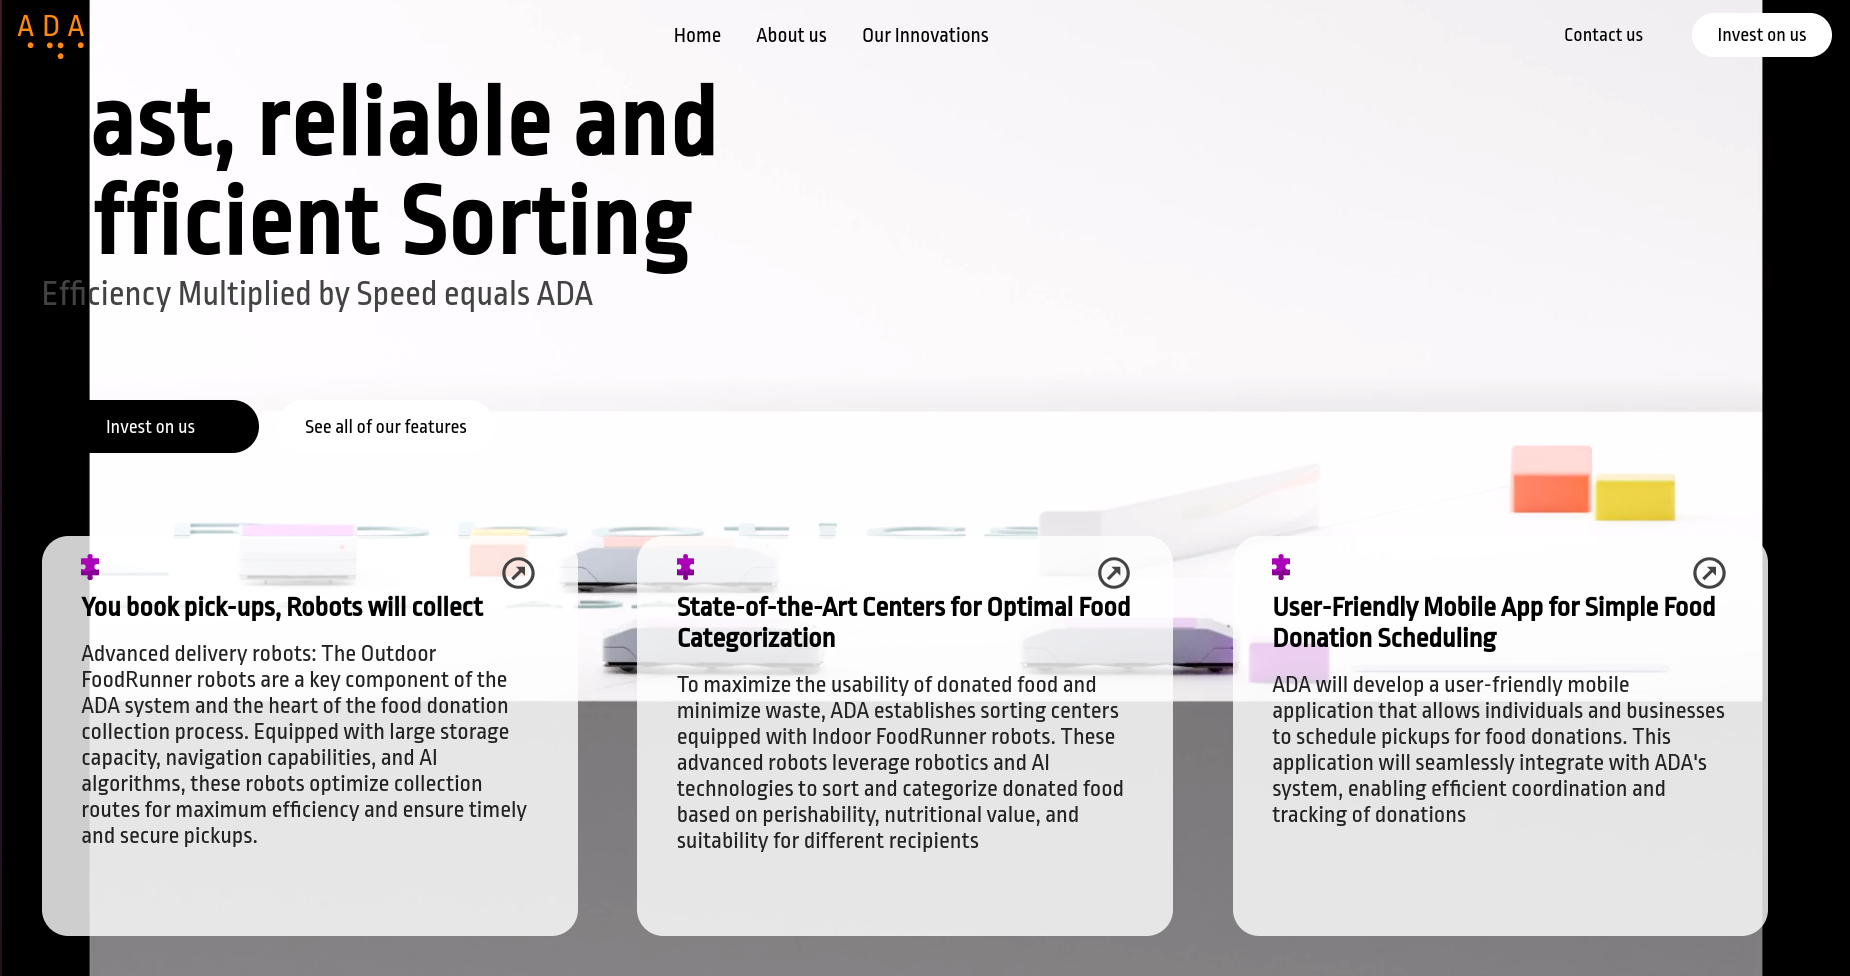 ADA
Home About us Our Innovations Contact us Invest on us
ast, reliable and
fficient Sorting
Efficiency Multiplied by Speed equals ADA
Invest on us See all of our features
You book pick-ups, Robots will collect
Advanced delivery robots: The Outdoor
FoodRunner robots are a key component of the
ADA system and the heart of the food donation
collection process. Equipped with large storage
capacity, navigation capabilities, and AI
algorithms, these robots optimize collection
routes for maximum efficiency and ensure timely
and secure pickups.
State-of-the-Art Centers for Optimal Food
Categorization
To maximize the usability of donated food and
minimize waste, ADA establishes sorting centers
equipped with Indoor FoodRunner robots. These
advanced robots leverage robotics and AI
technologies to sort and categorize donated food
based on perishability, nutritional value, and
suitability for different recipients
User-Friendly Mobile App for Simple Food
Donation Scheduling
ADA will develop a user-friendly mobile
application that allows individuals and businesses
to schedule pickups for food donations. This
application will seamlessly integrate with ADA's
system, enabling efficient coordination and
tracking of donations